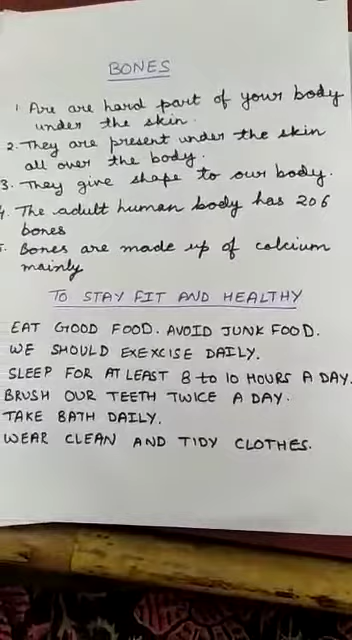 BONES
1 Are are hard part of your body
under the skin.
2. They are present under the skin
all over the body.
3. They give shape to our body.
4. The adult human body has 206
bones
5. Bones are made up of calcium
mainly
TO STAY FIT AND HEALTHY
EAT GOOD FOOD. AVOID JUNK FOOD.
WE SHOULD EXEXCISE DAILY.
SLEEP FOR AT LEAST 8 to 10 HOURS A DAY.
BRUSH OUR TEETH TWICE A DAY.
TAKE BATH DAILY.
WEAR CLEAN AND TIDY CLOTHES.